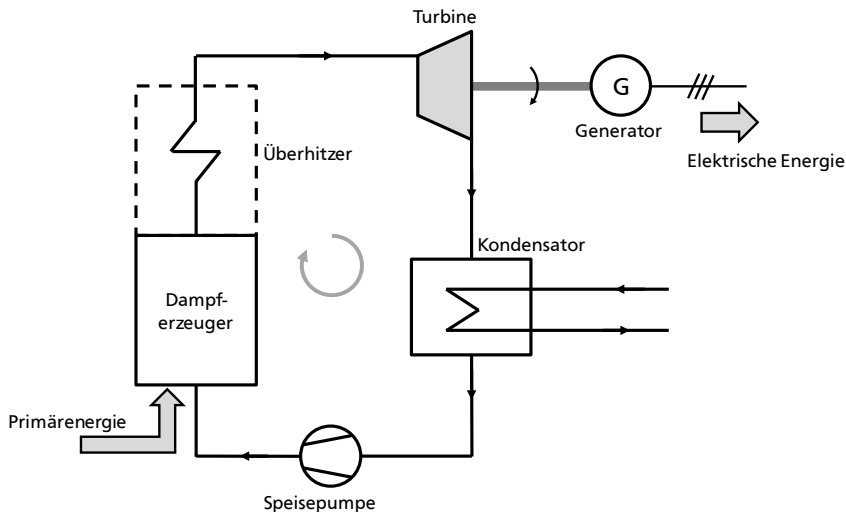 Turbine
G
Generator
Elektrische Energie
Überhitzer
Kondensator
Dampf-
erzeuger
Primärenergie
Speisepumpe